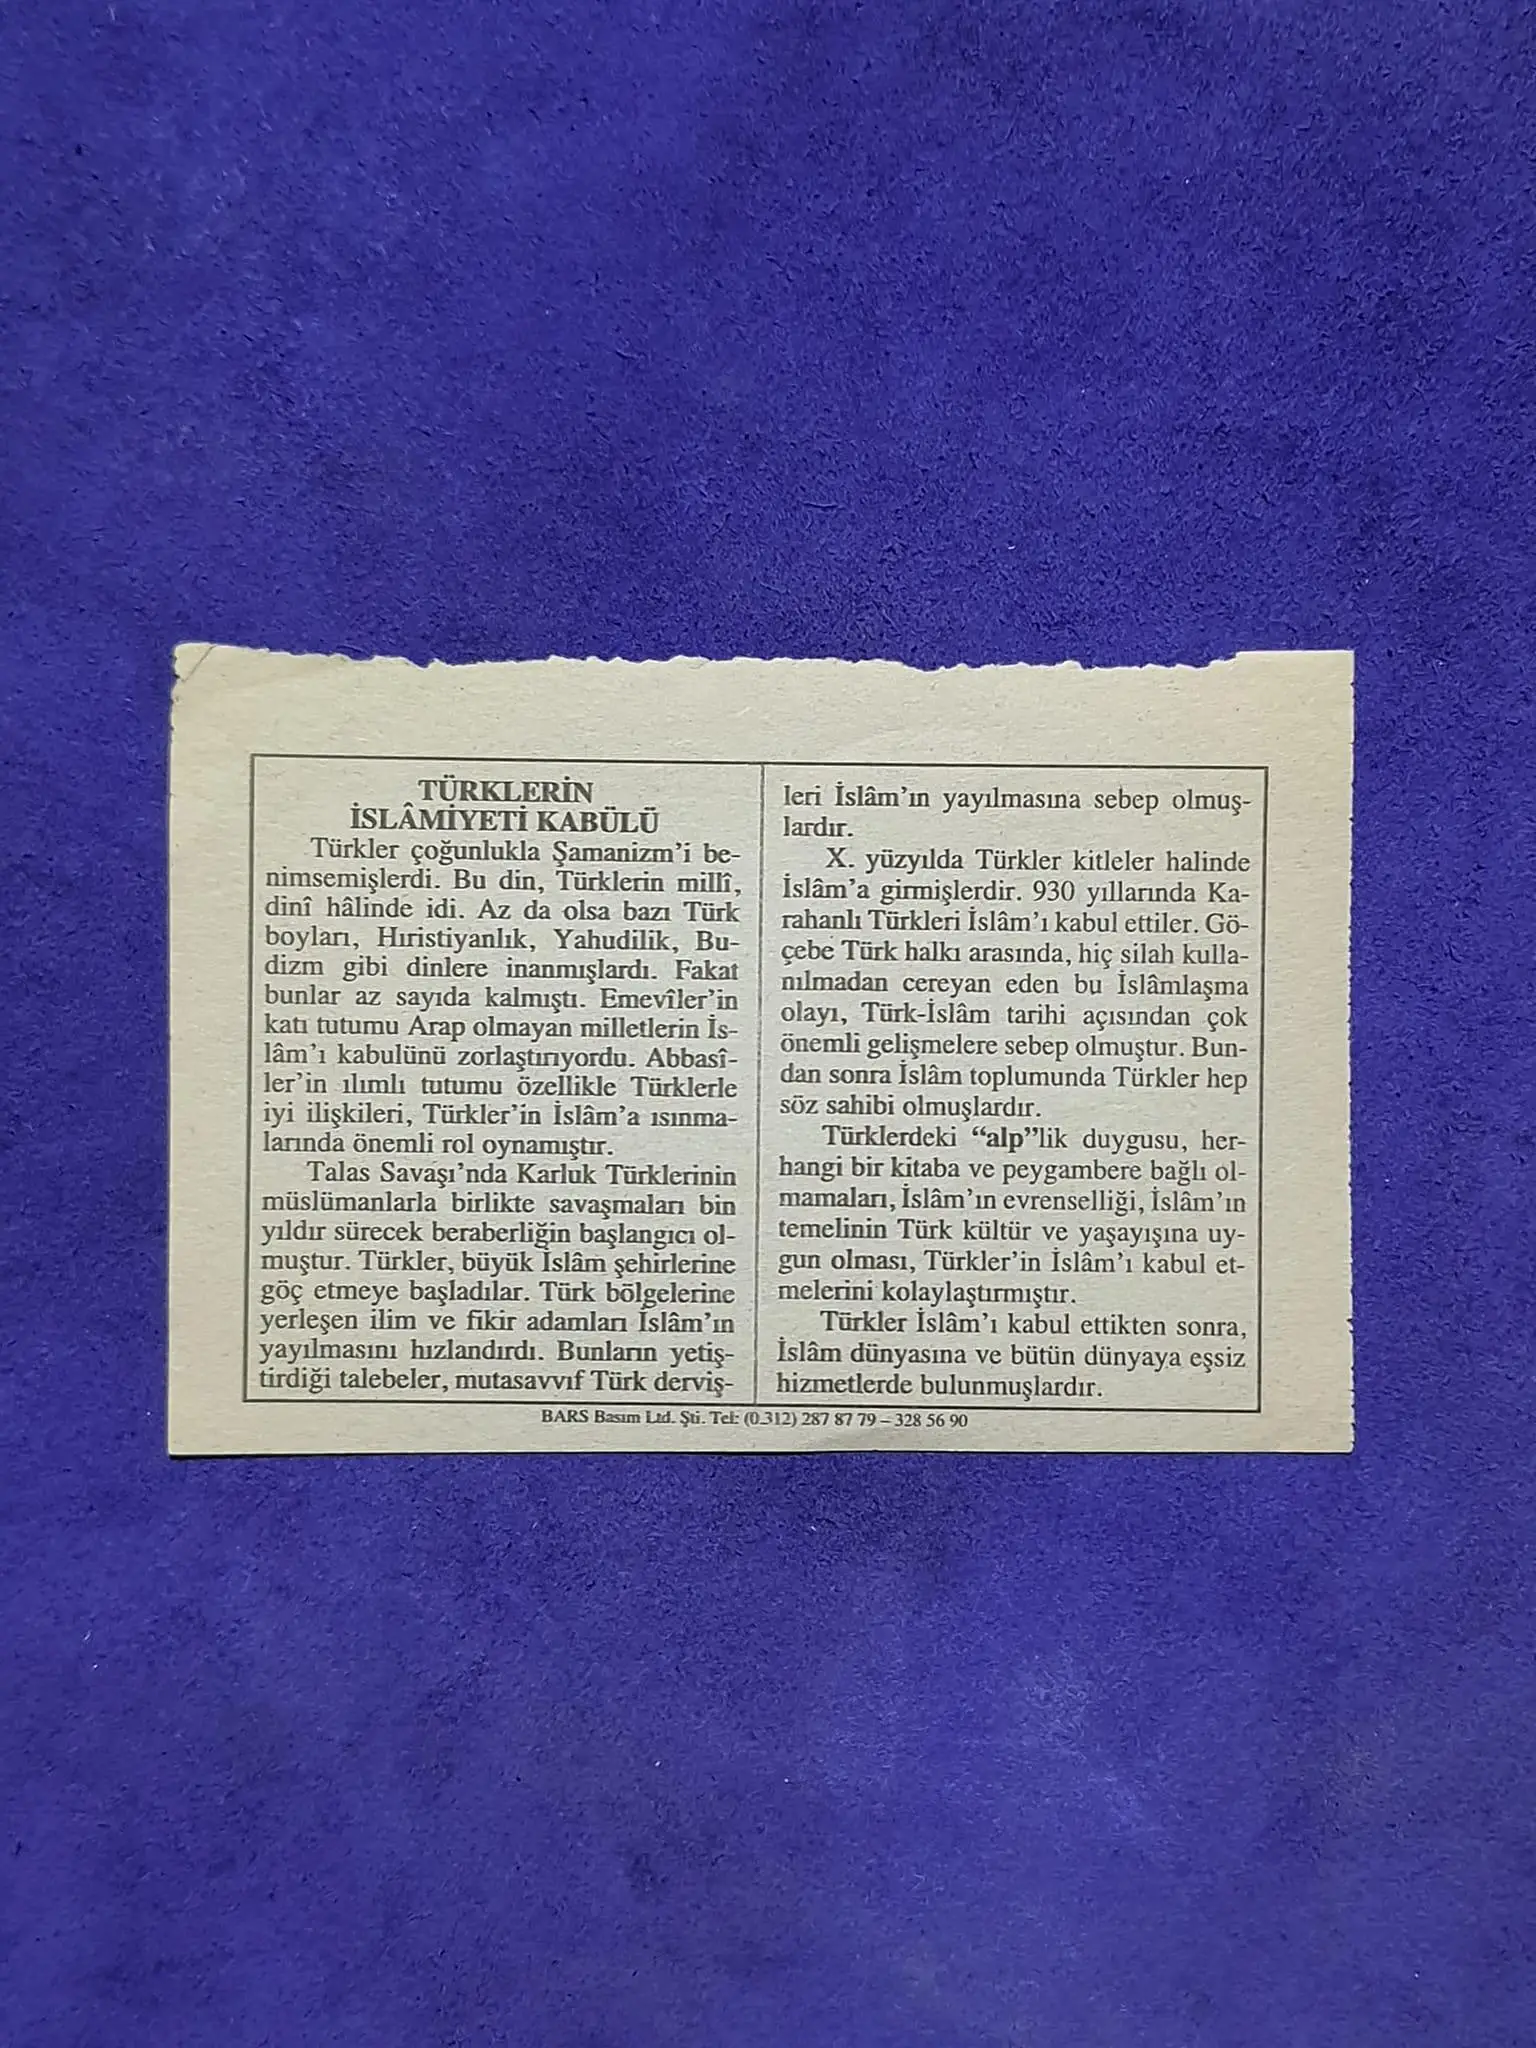 TÜRKLERİN
İSLÂMİYETİ KABÜLÜ
Türkler çoğunlukla Şamanizm'i be-
nimsemişlerdi. Bu din, Türklerin millî,
dinî hâlinde idi. Az da olsa bazı Türk
boyları, Hıristiyanlık, Yahudilik, Bu-
dizm gibi dinlere inanmışlardı. Fakat
bunlar az sayıda kalmıştı. Emevîler'in
katı tutumu Arap olmayan milletlerin İs-
lâm'ı kabulünü zorlaştırıyordu. Abbasî-
ler'in ılımlı tutumu özellikle Türklerle
iyi ilişkileri, Türkler'in İslâm'a ısınma-
larında önemli rol oynamıştır.
Talas Savaşı'nda Karluk Türklerinin
müslümanlarla birlikte savaşmaları bin
yıldır sürecek beraberliğin başlangıcı ol-
muştur. Türkler, büyük İslâm şehirlerine
göç etmeye başladılar. Türk bölgelerine
yerleşen ilim ve fikir adamları İslâm'ın
yayılmasını hızlandırdı. Bunların yetiş-
tirdiği talebeler, mutasavvıf Türk derviş-
leri İslâm'ın yayılmasına sebep olmuş-
lardır.
X. yüzyılda Türkler kitleler halinde
İslâm'a girmişlerdir. 930 yıllarında Ka-
rahanlı Türkleri İslâm'ı kabul ettiler. Gö-
çebe Türk halkı arasında, hiç silah kulla-
nılmadan cereyan eden bu İslâmlaşma
olayı, Türk-İslâm tarihi açısından çok
önemli gelişmelere sebep olmuştur. Bun-
dan sonra İslâm toplumunda Türkler hep
söz sahibi olmuşlardır.
Türklerdeki “alp”lik duygusu, her-
hangi bir kitaba ve peygambere bağlı ol-
mamaları, İslâm'ın evrenselliği, İslâm'ın
temelinin Türk kültür ve yaşayışına uy-
gun olması, Türkler'in İslâm'ı kabul et-
melerini kolaylaştırmıştır.
Türkler İslâm'ı kabul ettikten sonra,
İslâm dünyasına ve bütün dünyaya eşsiz
hizmetlerde bulunmuşlardır.
BARS Basım Ltd. Şti. Tel: (0.312) 287 87 79 – 328 56 90